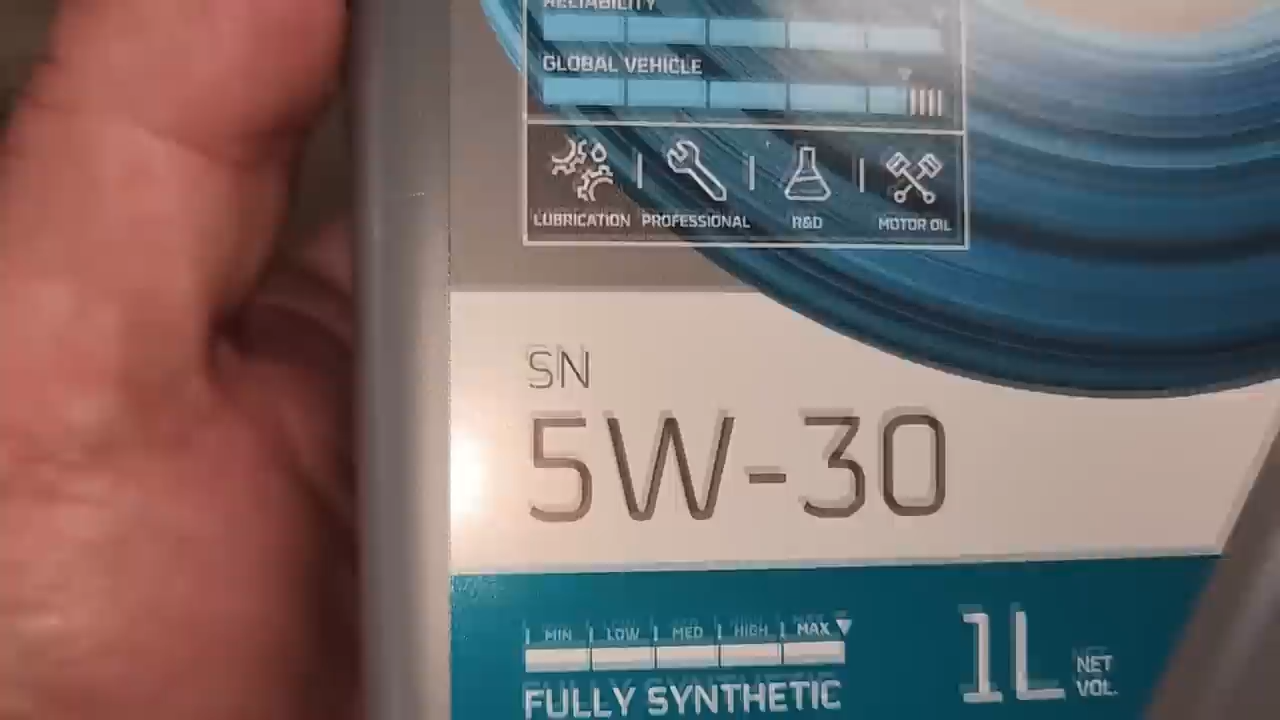 RELIABILITY
GLOBAL VEHICLE
LUBRICATION PROFESSIONAL R&D MOTOR OIL
SN
5W-30
MIN LOW MED HIGH MAX
FULLY SYNTHETIC
1L NET VOL.